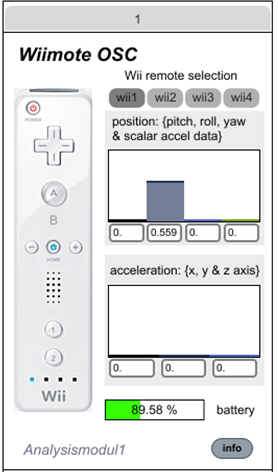 1
Wiimote OSC
Wii remote selection
wii1 wii2 wii3 wii4
position: {pitch, roll, yaw
& scalar accel data}
0. 0.559 0. 0.
acceleration: {x, y & z axis}
0. 0. 0.
89.58 % battery
POWER
A
B
HOME
1
2
Wii
Analysismodul1 info